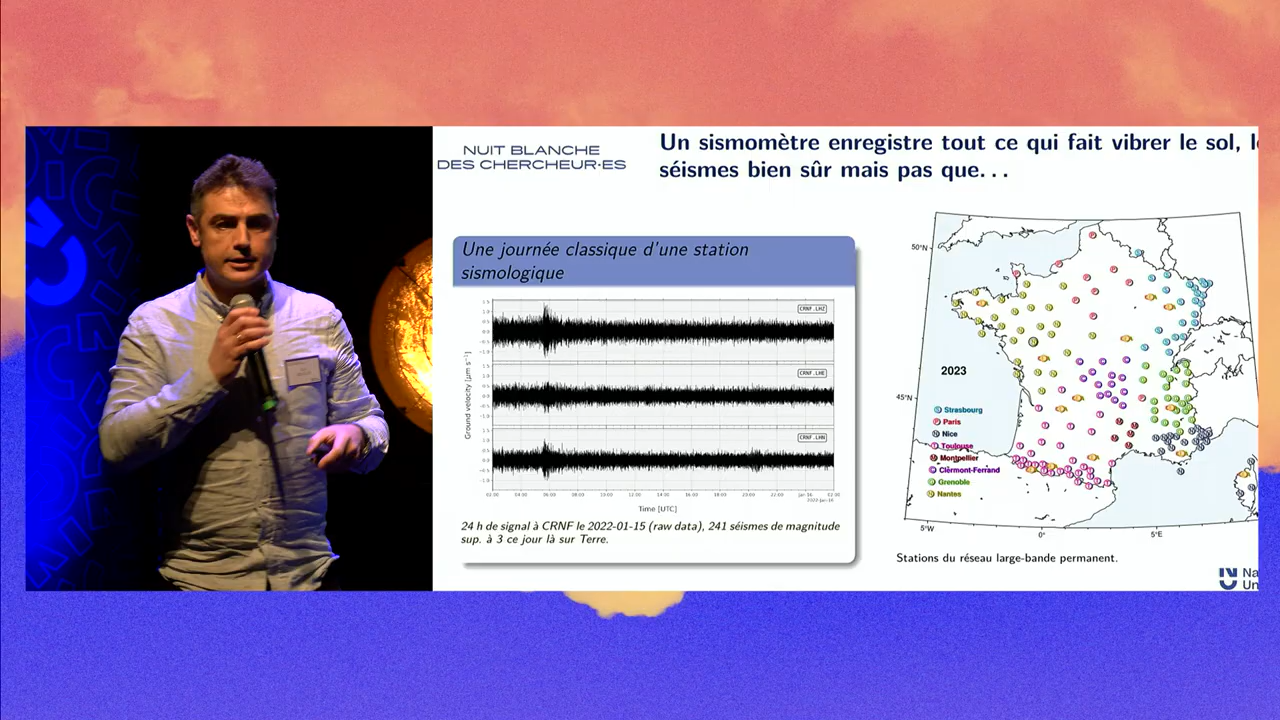 NUIT BLANCHE
DES CHERCHEUR·ES
Un sismomètre enregistre tout ce qui fait vibrer le sol, l
séismes bien sûr mais pas que...
Une journée classique d'une station
sismologique
CRNF.LHZ
CRNF.LHE
CRNF.LHN
Ground velocity [µm s⁻¹]
Time [UTC]
24 h de signal à CRNF le 2022-01-15 (raw data), 241 séismes de magnitude
sup. à 3 ce jour là sur Terre.
50°N
45°N
2023
Strasbourg
Paris
Nice
Toulouse
Montpellier
Clermont-Ferrand
Grenoble
Nantes
5°W
0°
5°E
Stations du réseau large-bande permanent.
Na
Un